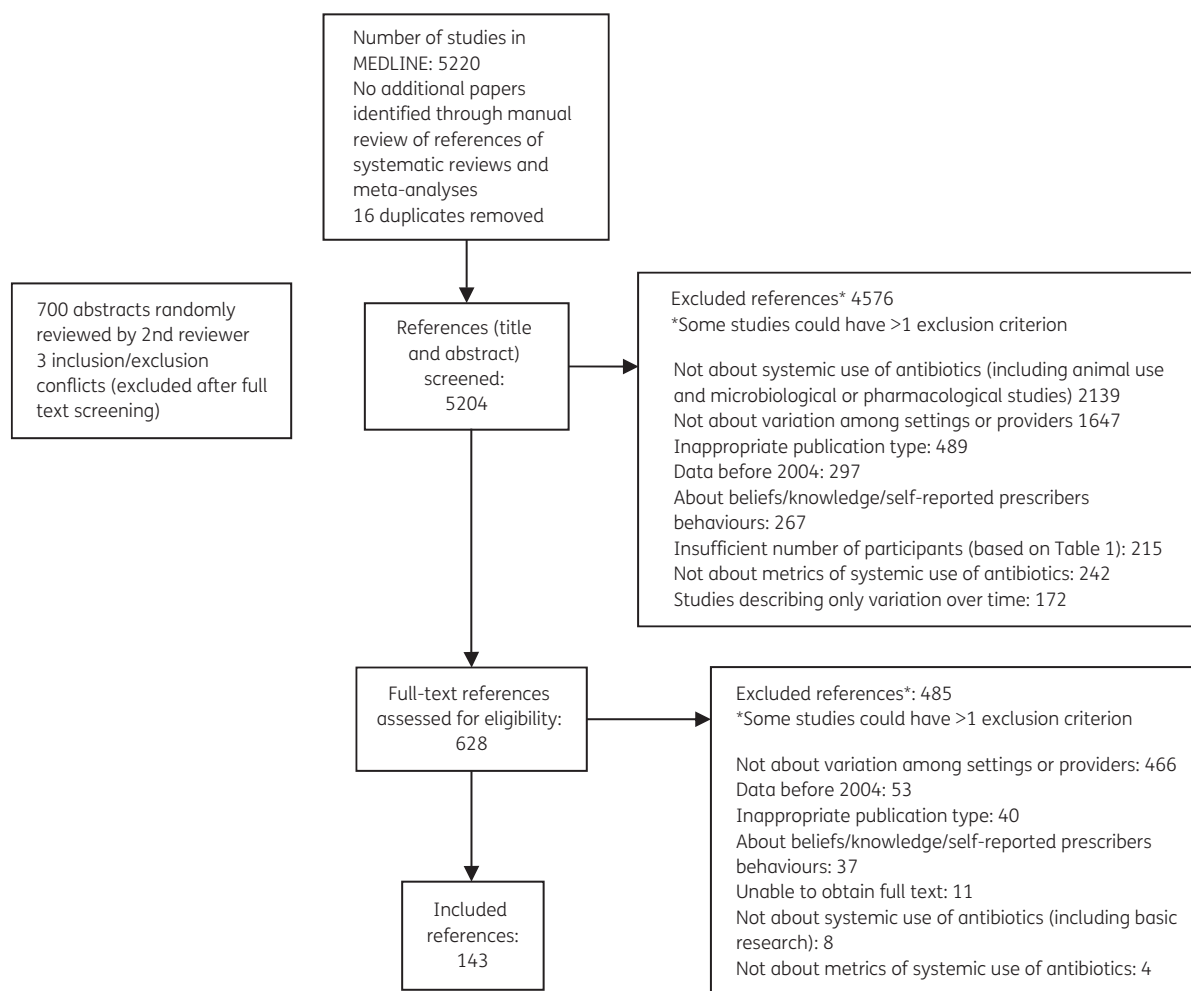 Number of studies in
MEDLINE: 5220
No additional papers
identified through manual
review of references of
systematic reviews and
meta-analyses
16 duplicates removed
700 abstracts randomly
reviewed by 2nd reviewer
3 inclusion/exclusion
conflicts (excluded after full
text screening)
References (title
and abstract)
screened:
5204
Excluded references* 4576
*Some studies could have >1 exclusion criterion
Not about systemic use of antibiotics (including animal use
and microbiological or pharmacological studies) 2139
Not about variation among settings or providers 1647
Inappropriate publication type: 489
Data before 2004: 297
About beliefs/knowledge/self-reported prescribers
behaviours: 267
Insufficient number of participants (based on Table 1): 215
Not about metrics of systemic use of antibiotics: 242
Studies describing only variation over time: 172
Full-text references
assessed for eligibility:
628
Excluded references*: 485
*Some studies could have >1 exclusion criterion
Not about variation among settings or providers: 466
Data before 2004: 53
Inappropriate publication type: 40
About beliefs/knowledge/self-reported prescribers
behaviours: 37
Unable to obtain full text: 11
Not about systemic use of antibiotics (including basic
research): 8
Not about metrics of systemic use of antibiotics: 4
Included
references:
143